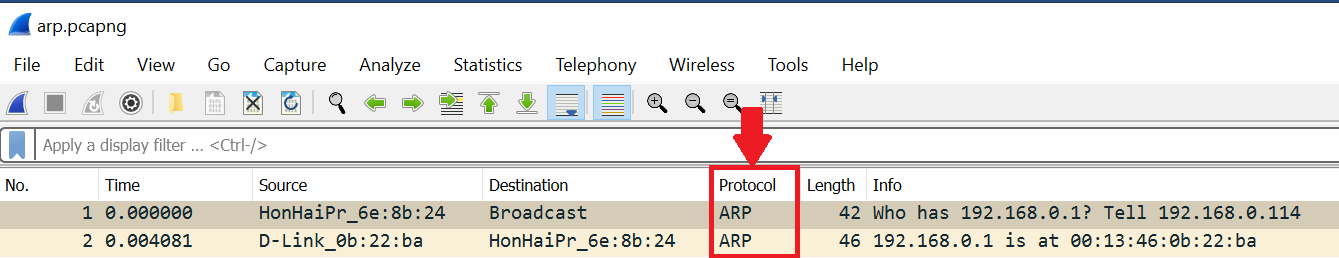 arp.pcapng
File Edit View Go Capture Analyze Statistics Telephony Wireless Tools Help
Apply a display filter ... <Ctrl-/>
No. Time Source Destination Protocol Length Info
1 0.000000 HonHaiPr_6e:8b:24 Broadcast ARP 42 Who has 192.168.0.1? Tell 192.168.0.114
2 0.004081 D-Link_0b:22:ba HonHaiPr_6e:8b:24 ARP 46 192.168.0.1 is at 00:13:46:0b:22:ba